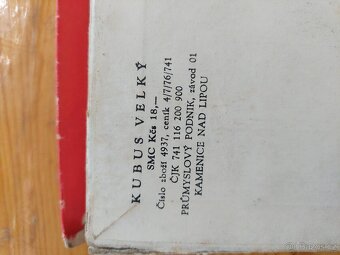 KUBUS VELKÝ
SMC Kčs 18,—
Číslo zboží 4937, ceník 4/7/76/741
ČJK 741 116 200 900
PRŮMYSLOVÝ PODNIK, závod 01
KAMENICE NAD LIPOU